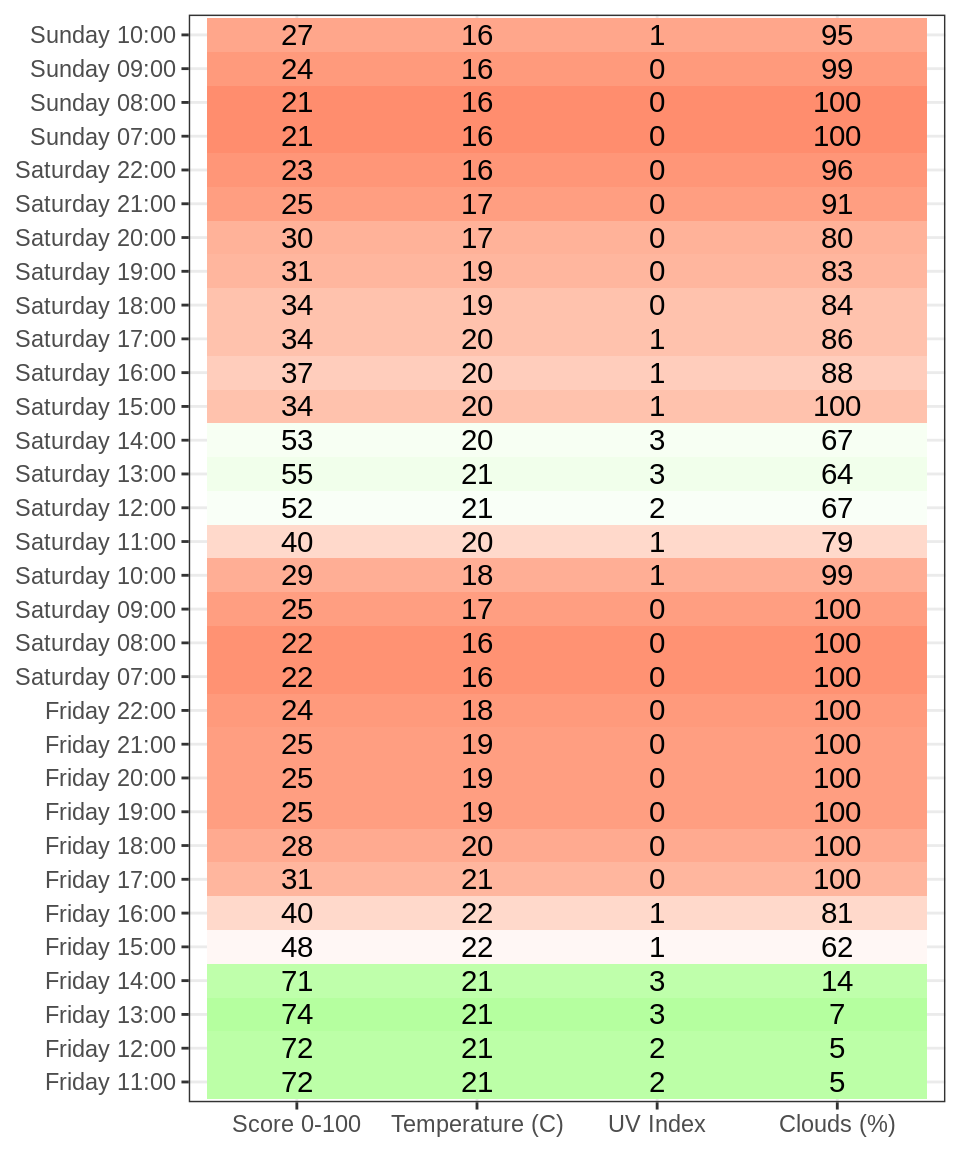 Sunday 10:00 27 16 1 95
Sunday 09:00 24 16 0 99
Sunday 08:00 21 16 0 100
Sunday 07:00 21 16 0 100
Saturday 22:00 23 16 0 96
Saturday 21:00 25 17 0 91
Saturday 20:00 30 17 0 80
Saturday 19:00 31 19 0 83
Saturday 18:00 34 19 0 84
Saturday 17:00 34 20 1 86
Saturday 16:00 37 20 1 88
Saturday 15:00 34 20 1 100
Saturday 14:00 53 20 3 67
Saturday 13:00 55 21 3 64
Saturday 12:00 52 21 2 67
Saturday 11:00 40 20 1 79
Saturday 10:00 29 18 1 99
Saturday 09:00 25 17 0 100
Saturday 08:00 22 16 0 100
Saturday 07:00 22 16 0 100
Friday 22:00 24 18 0 100
Friday 21:00 25 19 0 100
Friday 20:00 25 19 0 100
Friday 19:00 25 19 0 100
Friday 18:00 28 20 0 100
Friday 17:00 31 21 0 100
Friday 16:00 40 22 1 81
Friday 15:00 48 22 1 62
Friday 14:00 71 21 3 14
Friday 13:00 74 21 3 7
Friday 12:00 72 21 2 5
Friday 11:00 72 21 2 5
Score 0-100 Temperature (C) UV Index Clouds (%)